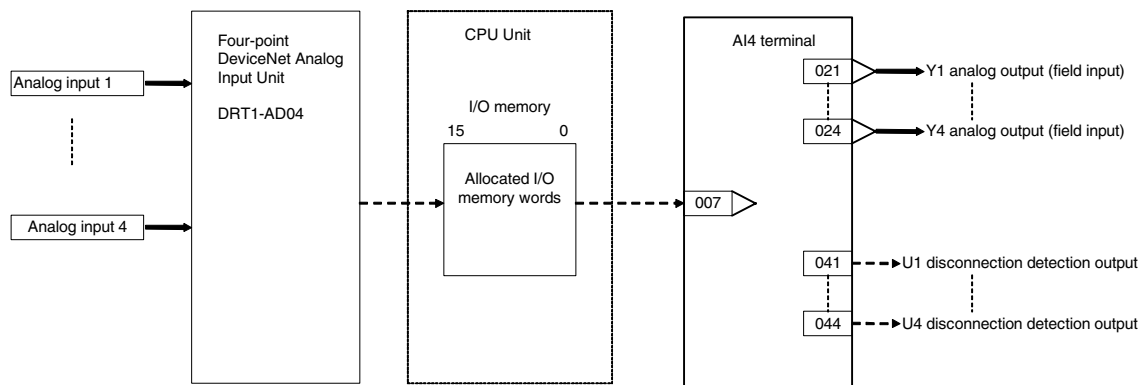 Four-point
DeviceNet Analog
Input Unit
DRT1-AD04
Analog input 1
Analog input 4
CPU Unit
I/O memory
15 0
Allocated I/O
memory words
AI4 terminal
021
Y1 analog output (field input)
024
Y4 analog output (field input)
007
041
U1 disconnection detection output
044
U4 disconnection detection output